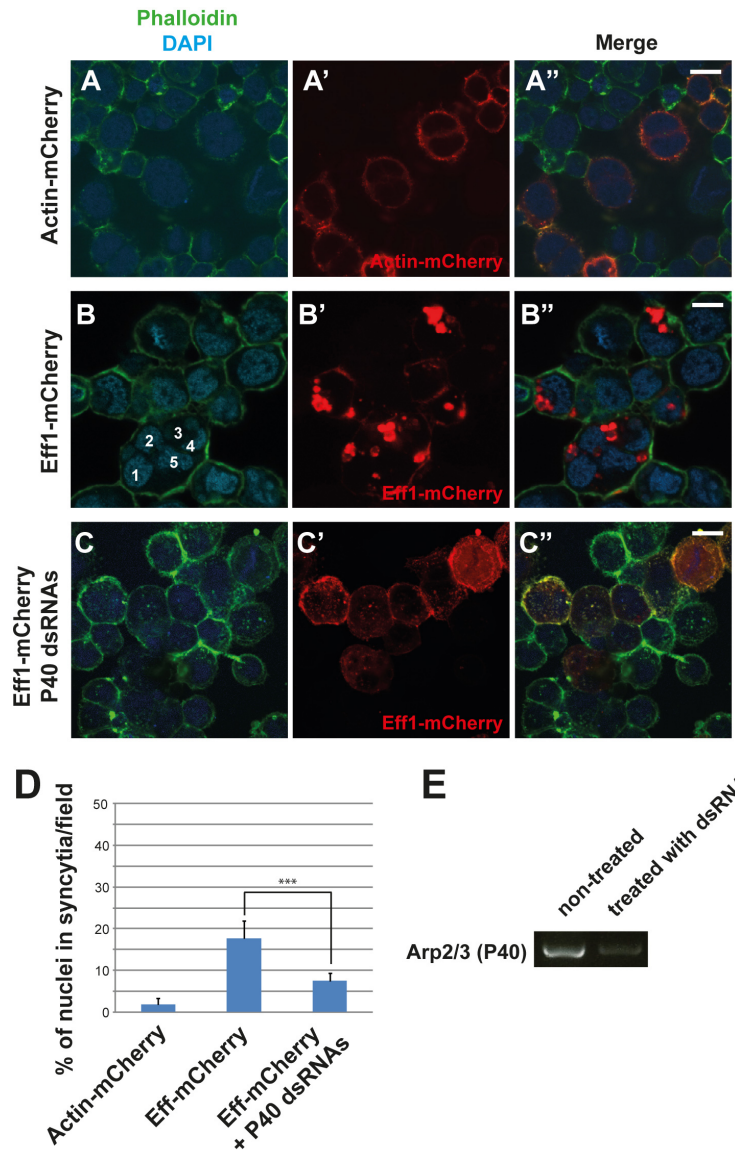 Phalloidin
DAPI
Merge
Actin-mCherry
A
A'
A''
Actin-mCherry
Eff1-mCherry
B
B'
B''
1
2
3
4
5
Eff1-mCherry
Eff1-mCherry
P40 dsRNAs
C
C'
C''
Eff1-mCherry
D
% of nuclei in syncytia/field
50
40
30
20
10
0
***
Actin-mCherry
Eff-mCherry
Eff-mCherry
+ P40 dsRNAs
E
non-treated
treated with dsRNA
Arp2/3 (P40)